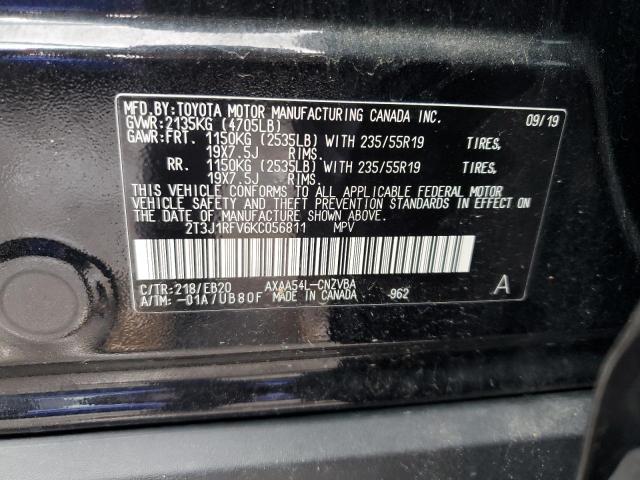 MFD.BY:TOYOTA MOTOR MANUFACTURING CANADA INC. 09/19
GVWR:2135KG (4705LB)
GAWR:FRT. 1150KG (2535LB) WITH 235/55R19 TIRES,
19X7.5J RIMS.
RR. 1150KG (2535LB) WITH 235/55R19 TIRES,
19X7.5J RIMS.
THIS VEHICLE CONFORMS TO ALL APPLICABLE FEDERAL MOTOR
VEHICLE SAFETY AND THEFT PREVENTION STANDARDS IN EFFECT ON
THE DATE OF MANUFACTURE SHOWN ABOVE.
2T3J1RFV6KC056811 MPV
C/TR:218/EB20 AXAA54L-CNZVBA A
A/TM:-01A/UB80F MADE IN CANADA -962